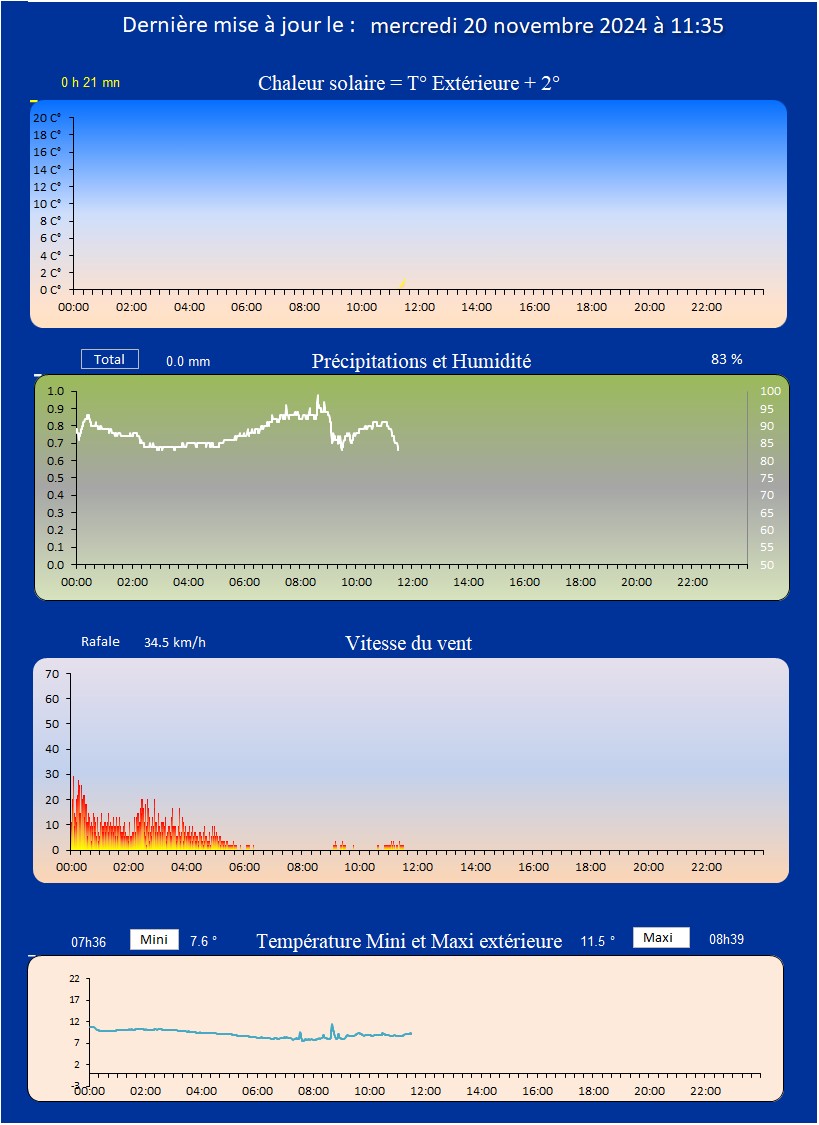 Dernière mise à jour le : mercredi 20 novembre 2024 à 11:35
0 h 21 mn Chaleur solaire = T° Extérieure + 2°
20 C°
18 C°
16 C°
14 C°
12 C°
10 C°
8 C°
6 C°
4 C°
2 C°
0 C°
00:00 02:00 04:00 06:00 08:00 10:00 12:00 14:00 16:00 18:00 20:00 22:00
Total 0.0 mm Précipitations et Humidité 83 %
1.0 100
0.9 95
0.8 90
0.7 85
0.6 80
0.5 75
0.4 70
0.3 65
0.2 60
0.1 55
0.0 50
00:00 02:00 04:00 06:00 08:00 10:00 12:00 14:00 16:00 18:00 20:00 22:00
Rafale 34.5 km/h Vitesse du vent
70
60
50
40
30
20
10
0
00:00 02:00 04:00 06:00 08:00 10:00 12:00 14:00 16:00 18:00 20:00 22:00
07h36 Mini 7.6 ° Température Mini et Maxi extérieure 11.5 ° Maxi 08h39
22
17
12
7
2
-3
00:00 02:00 04:00 06:00 08:00 10:00 12:00 14:00 16:00 18:00 20:00 22:00